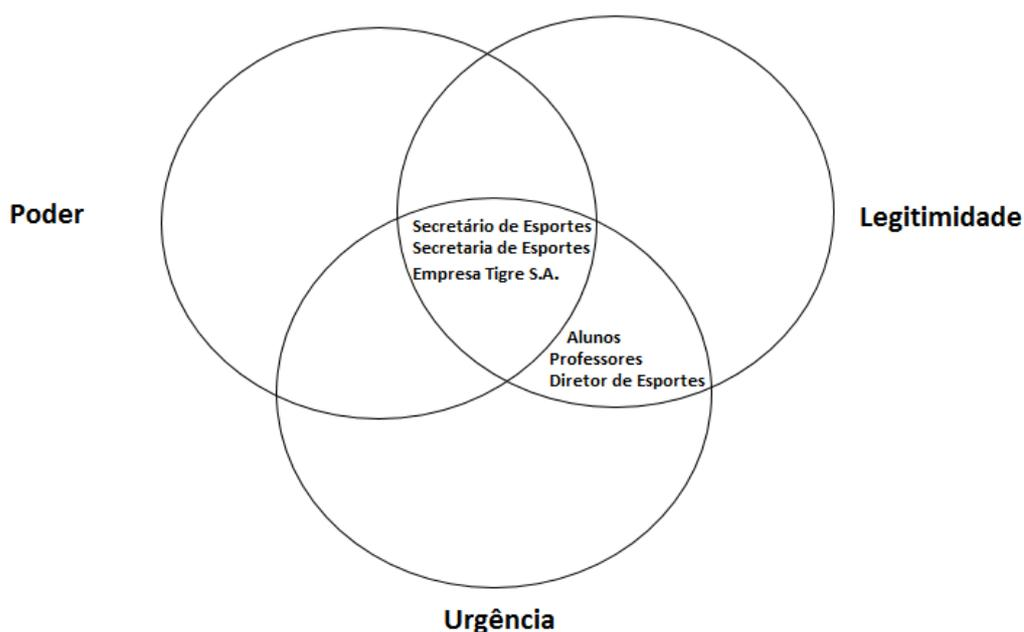 Poder
Legitimidade
Secretário de Esportes
Secretaria de Esportes
Empresa Tigre S.A.
Alunos
Professores
Diretor de Esportes
Urgência